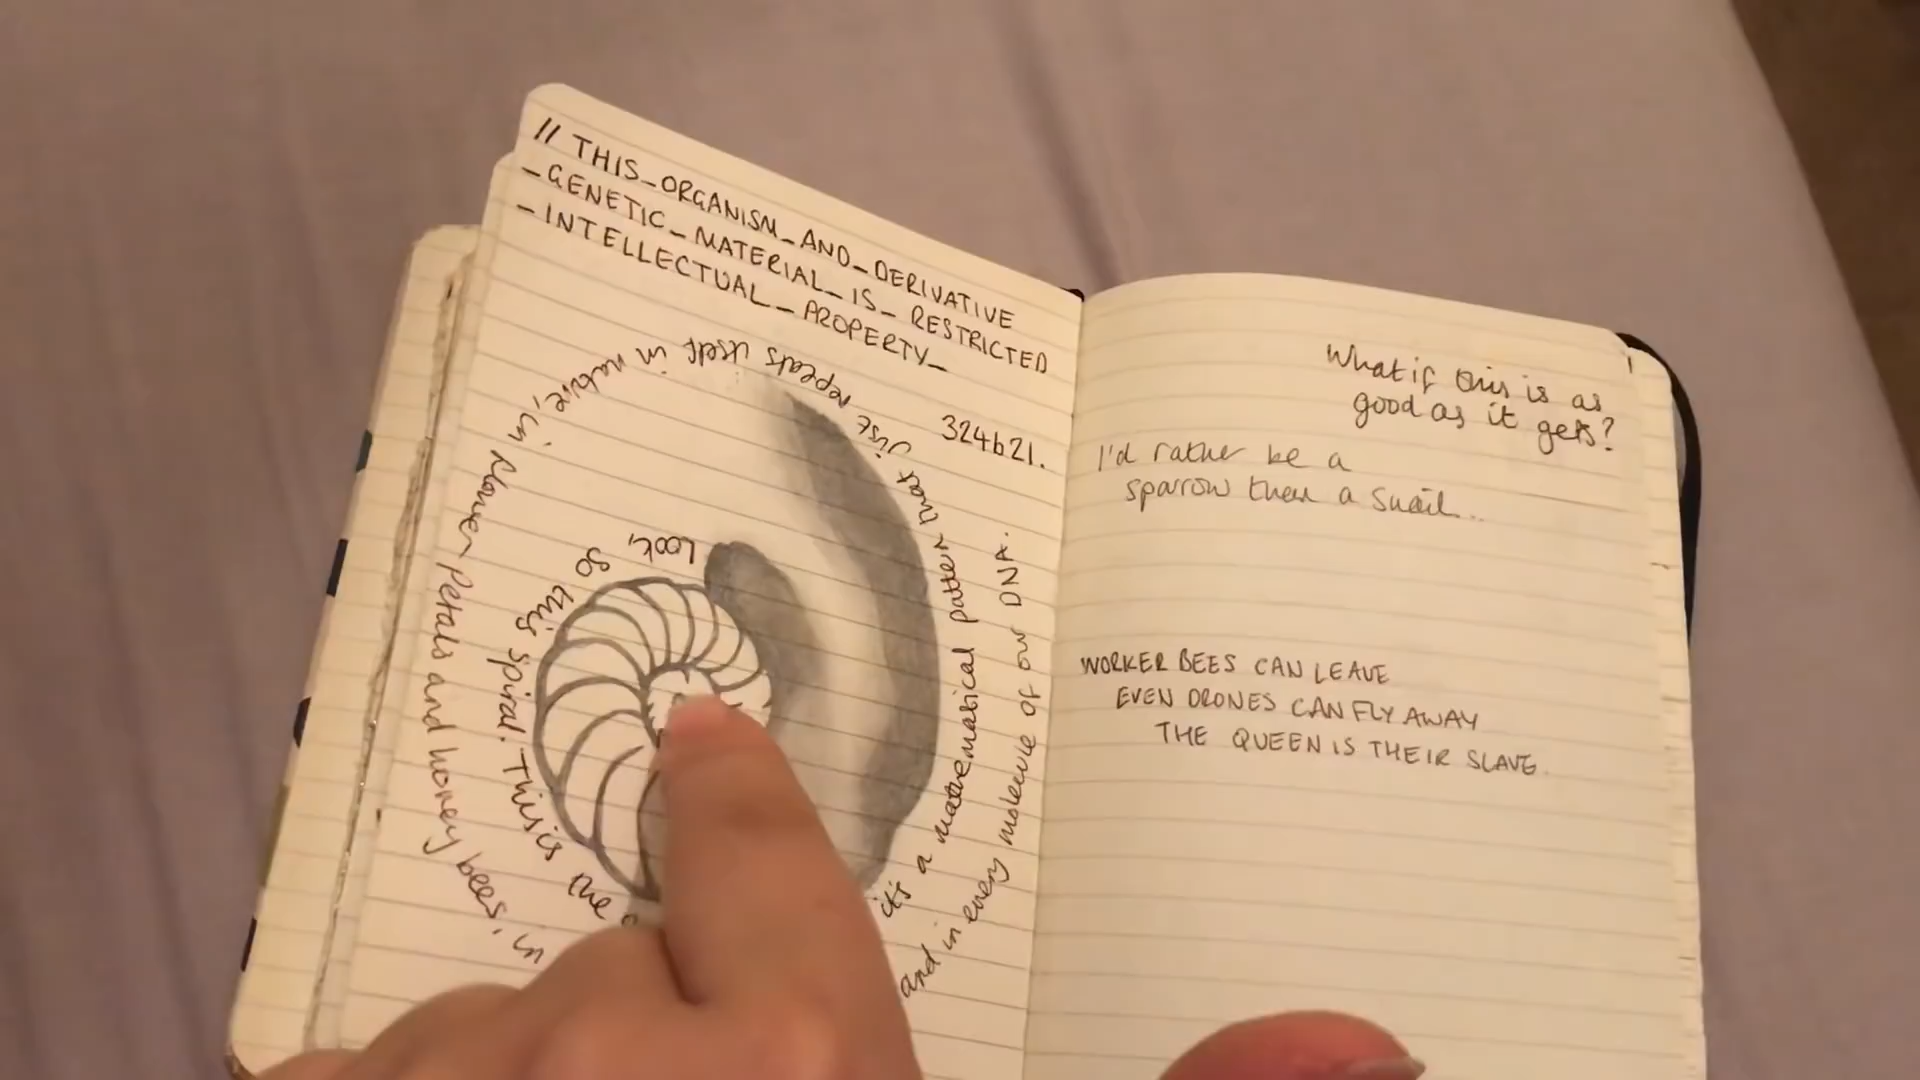 // THIS_ORGANISM_AND_DERIVATIVE
_GENETIC_MATERIAL_IS_RESTRICTED
_INTELLECTUAL_PROPERTY_
324b21.
Look,
so this spiral. This is the
it's a mathematical pattern that
repeats itself in nature, in flower petals and honey bees, in
and in every molecule of our DNA.
What if this is as
good as it gets?
I'd rather be a
sparrow than a snail..
WORKER BEES CAN LEAVE
EVEN DRONES CAN FLY AWAY
THE QUEEN IS THEIR SLAVE.